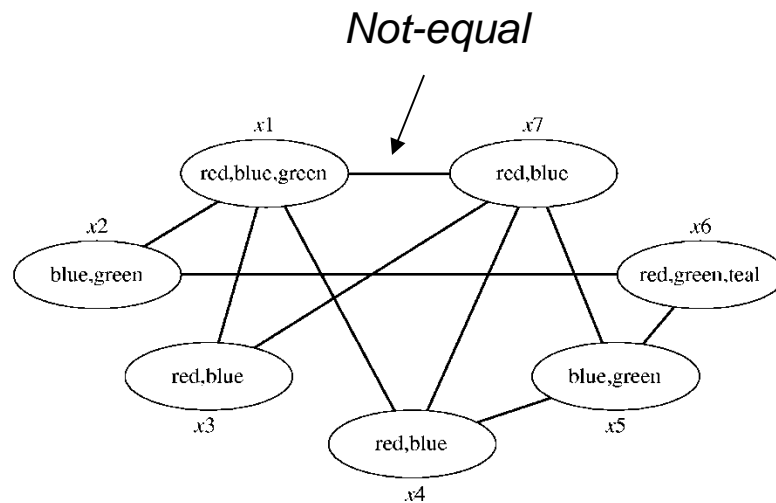 Not-equal
x1
x7
red,blue,green
red,blue
x2
x6
blue,green
red,green,teal
red,blue
blue,green
x3
x5
red,blue
x4